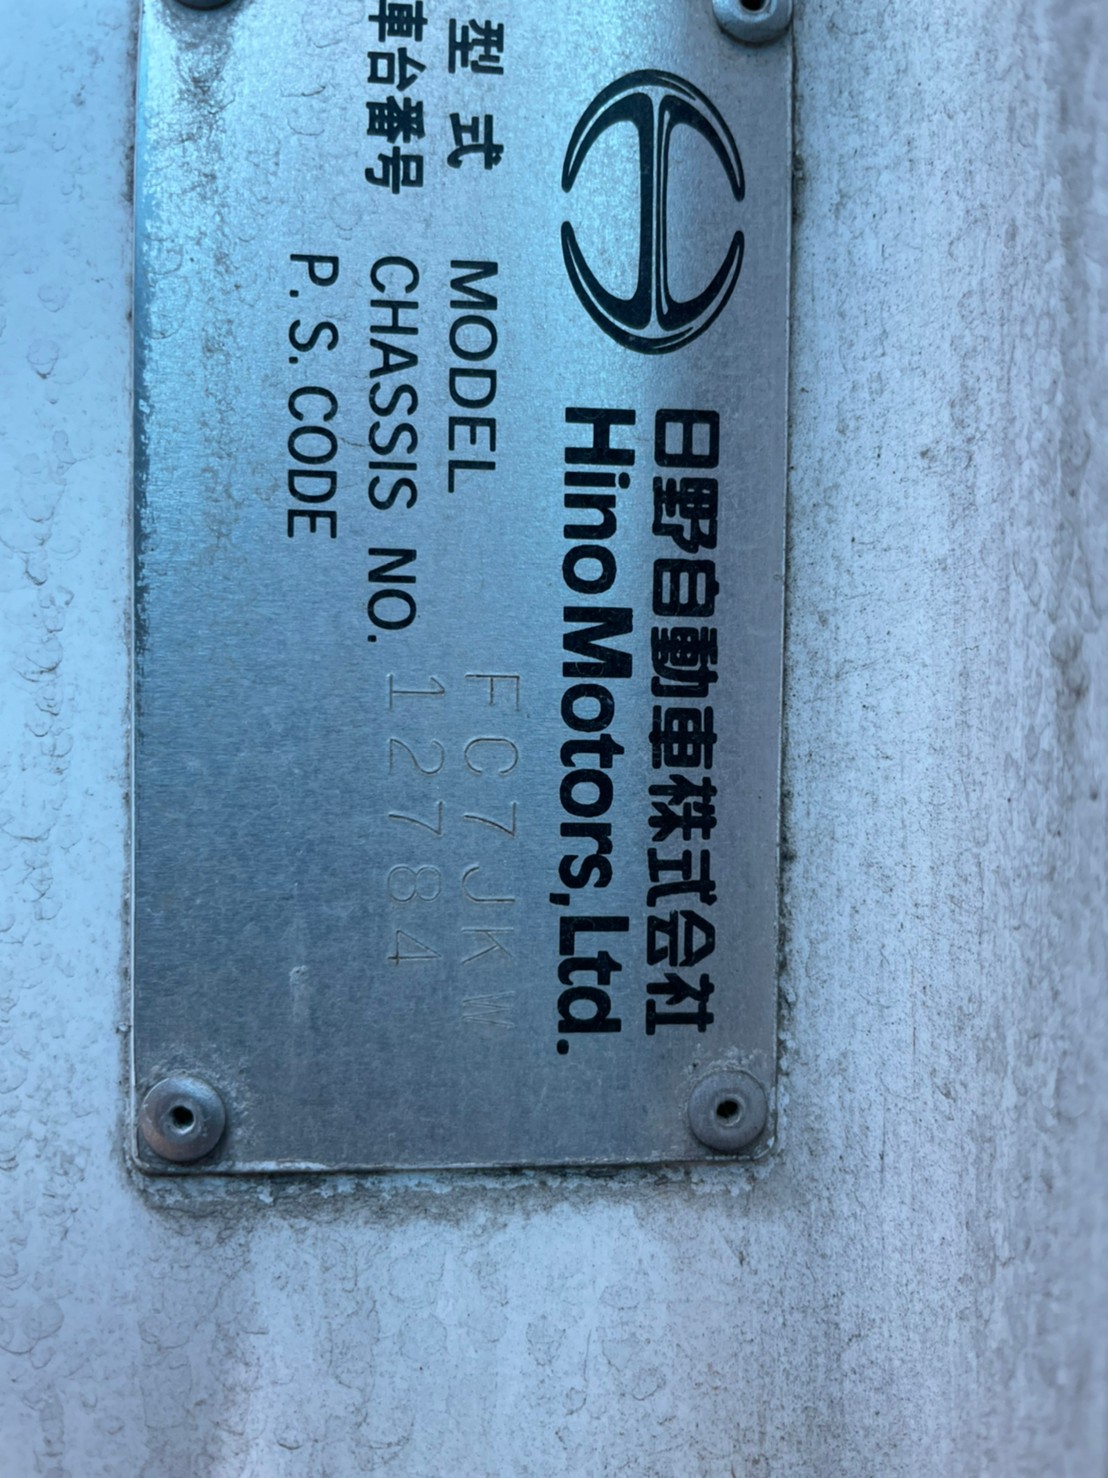 日野自動車株式会社
Hino Motors, Ltd.
型式 MODEL FC7JKW
車台番号 CHASSIS NO. 12784
P.S.CODE